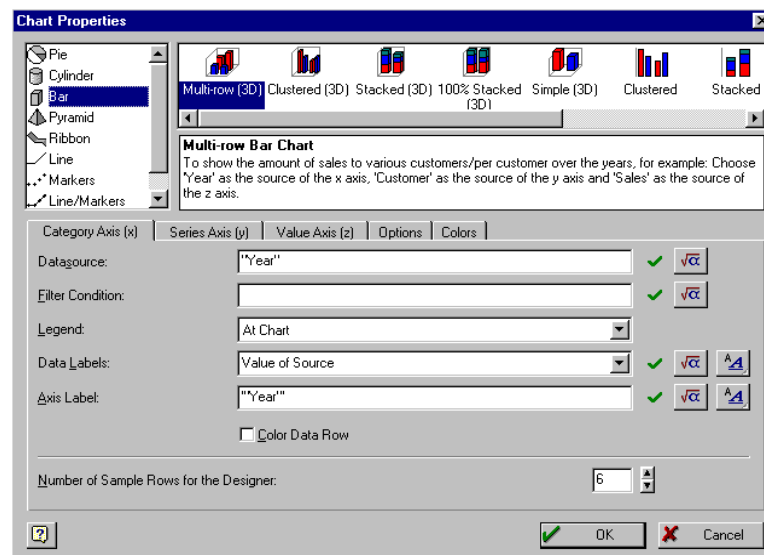 Chart Properties
Pie
Cylinder
Bar
Pyramid
Ribbon
Line
Markers
Line/Markers
Multi-row (3D) Clustered (3D) Stacked (3D) 100% Stacked (3D) Simple (3D) Clustered Stacked
Multi-row Bar Chart
To show the amount of sales to various customers/per customer over the years, for example: Choose
'Year' as the source of the x axis, 'Customer' as the source of the y axis and 'Sales' as the source of
the z axis.
Category Axis (x) Series Axis (y) Value Axis (z) Options Colors
Datasource: "Year" √α
Filter Condition: √α
Legend: At Chart
Data Labels: Value of Source √α AA
Axis Label: "'Year'" √α AA
Color Data Row
Number of Sample Rows for the Designer: 6
? OK Cancel